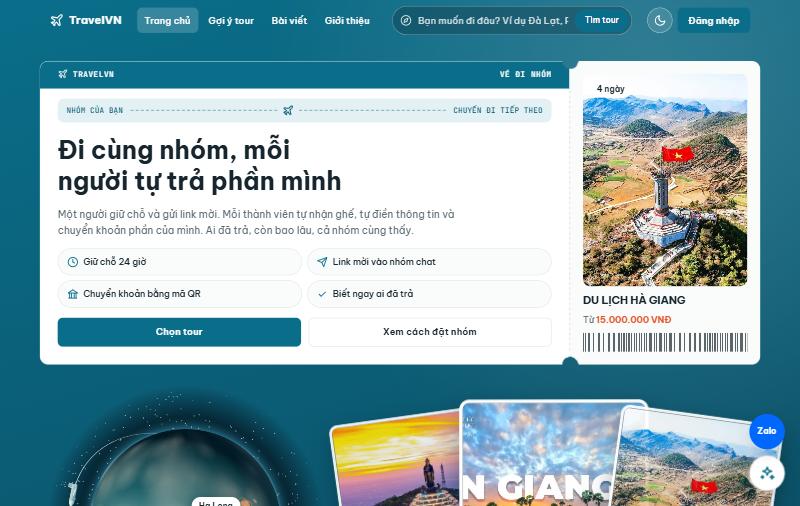 TravelVN
Trang chủ
Gợi ý tour
Bài viết
Giới thiệu
Bạn muốn đi đâu? Ví dụ Đà Lạt, F
Tìm tour
Đăng nhập
TRAVELVN
VÉ ĐI NHÓM
NHÓM CỦA BẠN
CHUYẾN ĐI TIẾP THEO
Đi cùng nhóm, mỗi
người tự trả phần mình
Một người giữ chỗ và gửi link mời. Mỗi thành viên tự nhận ghế, tự điền thông tin và
chuyển khoản phần của mình. Ai đã trả, còn bao lâu, cả nhóm cùng thấy.
Giữ chỗ 24 giờ
Link mời vào nhóm chat
Chuyển khoản bằng mã QR
Biết ngay ai đã trả
Chọn tour
Xem cách đặt nhóm
4 ngày
DU LỊCH HÀ GIANG
Từ 15.000.000 VNĐ
Zalo
N GIANG
Ha Long